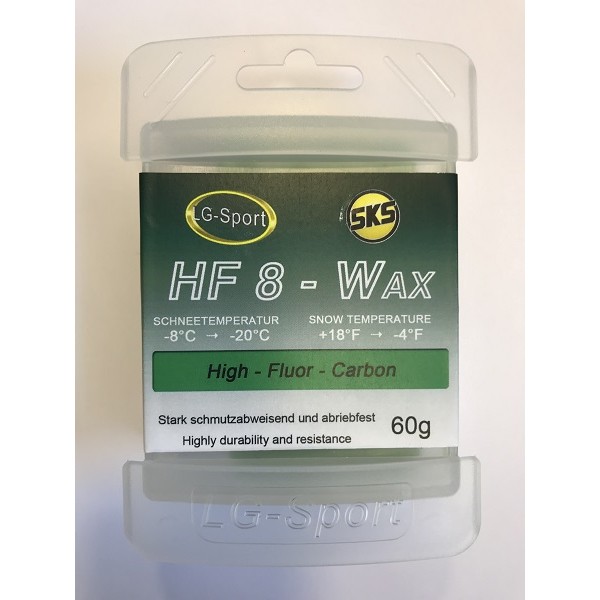 LG-Sport
SKS
HF 8 - WAX
SCHNEETEMPERATUR
-8°C → -20°C
SNOW TEMPERATURE
+18°F → -4°F
High - Fluor - Carbon
Stark schmutzabweisend und abriebfest
Highly durability and resistance
60g
LG-Sport